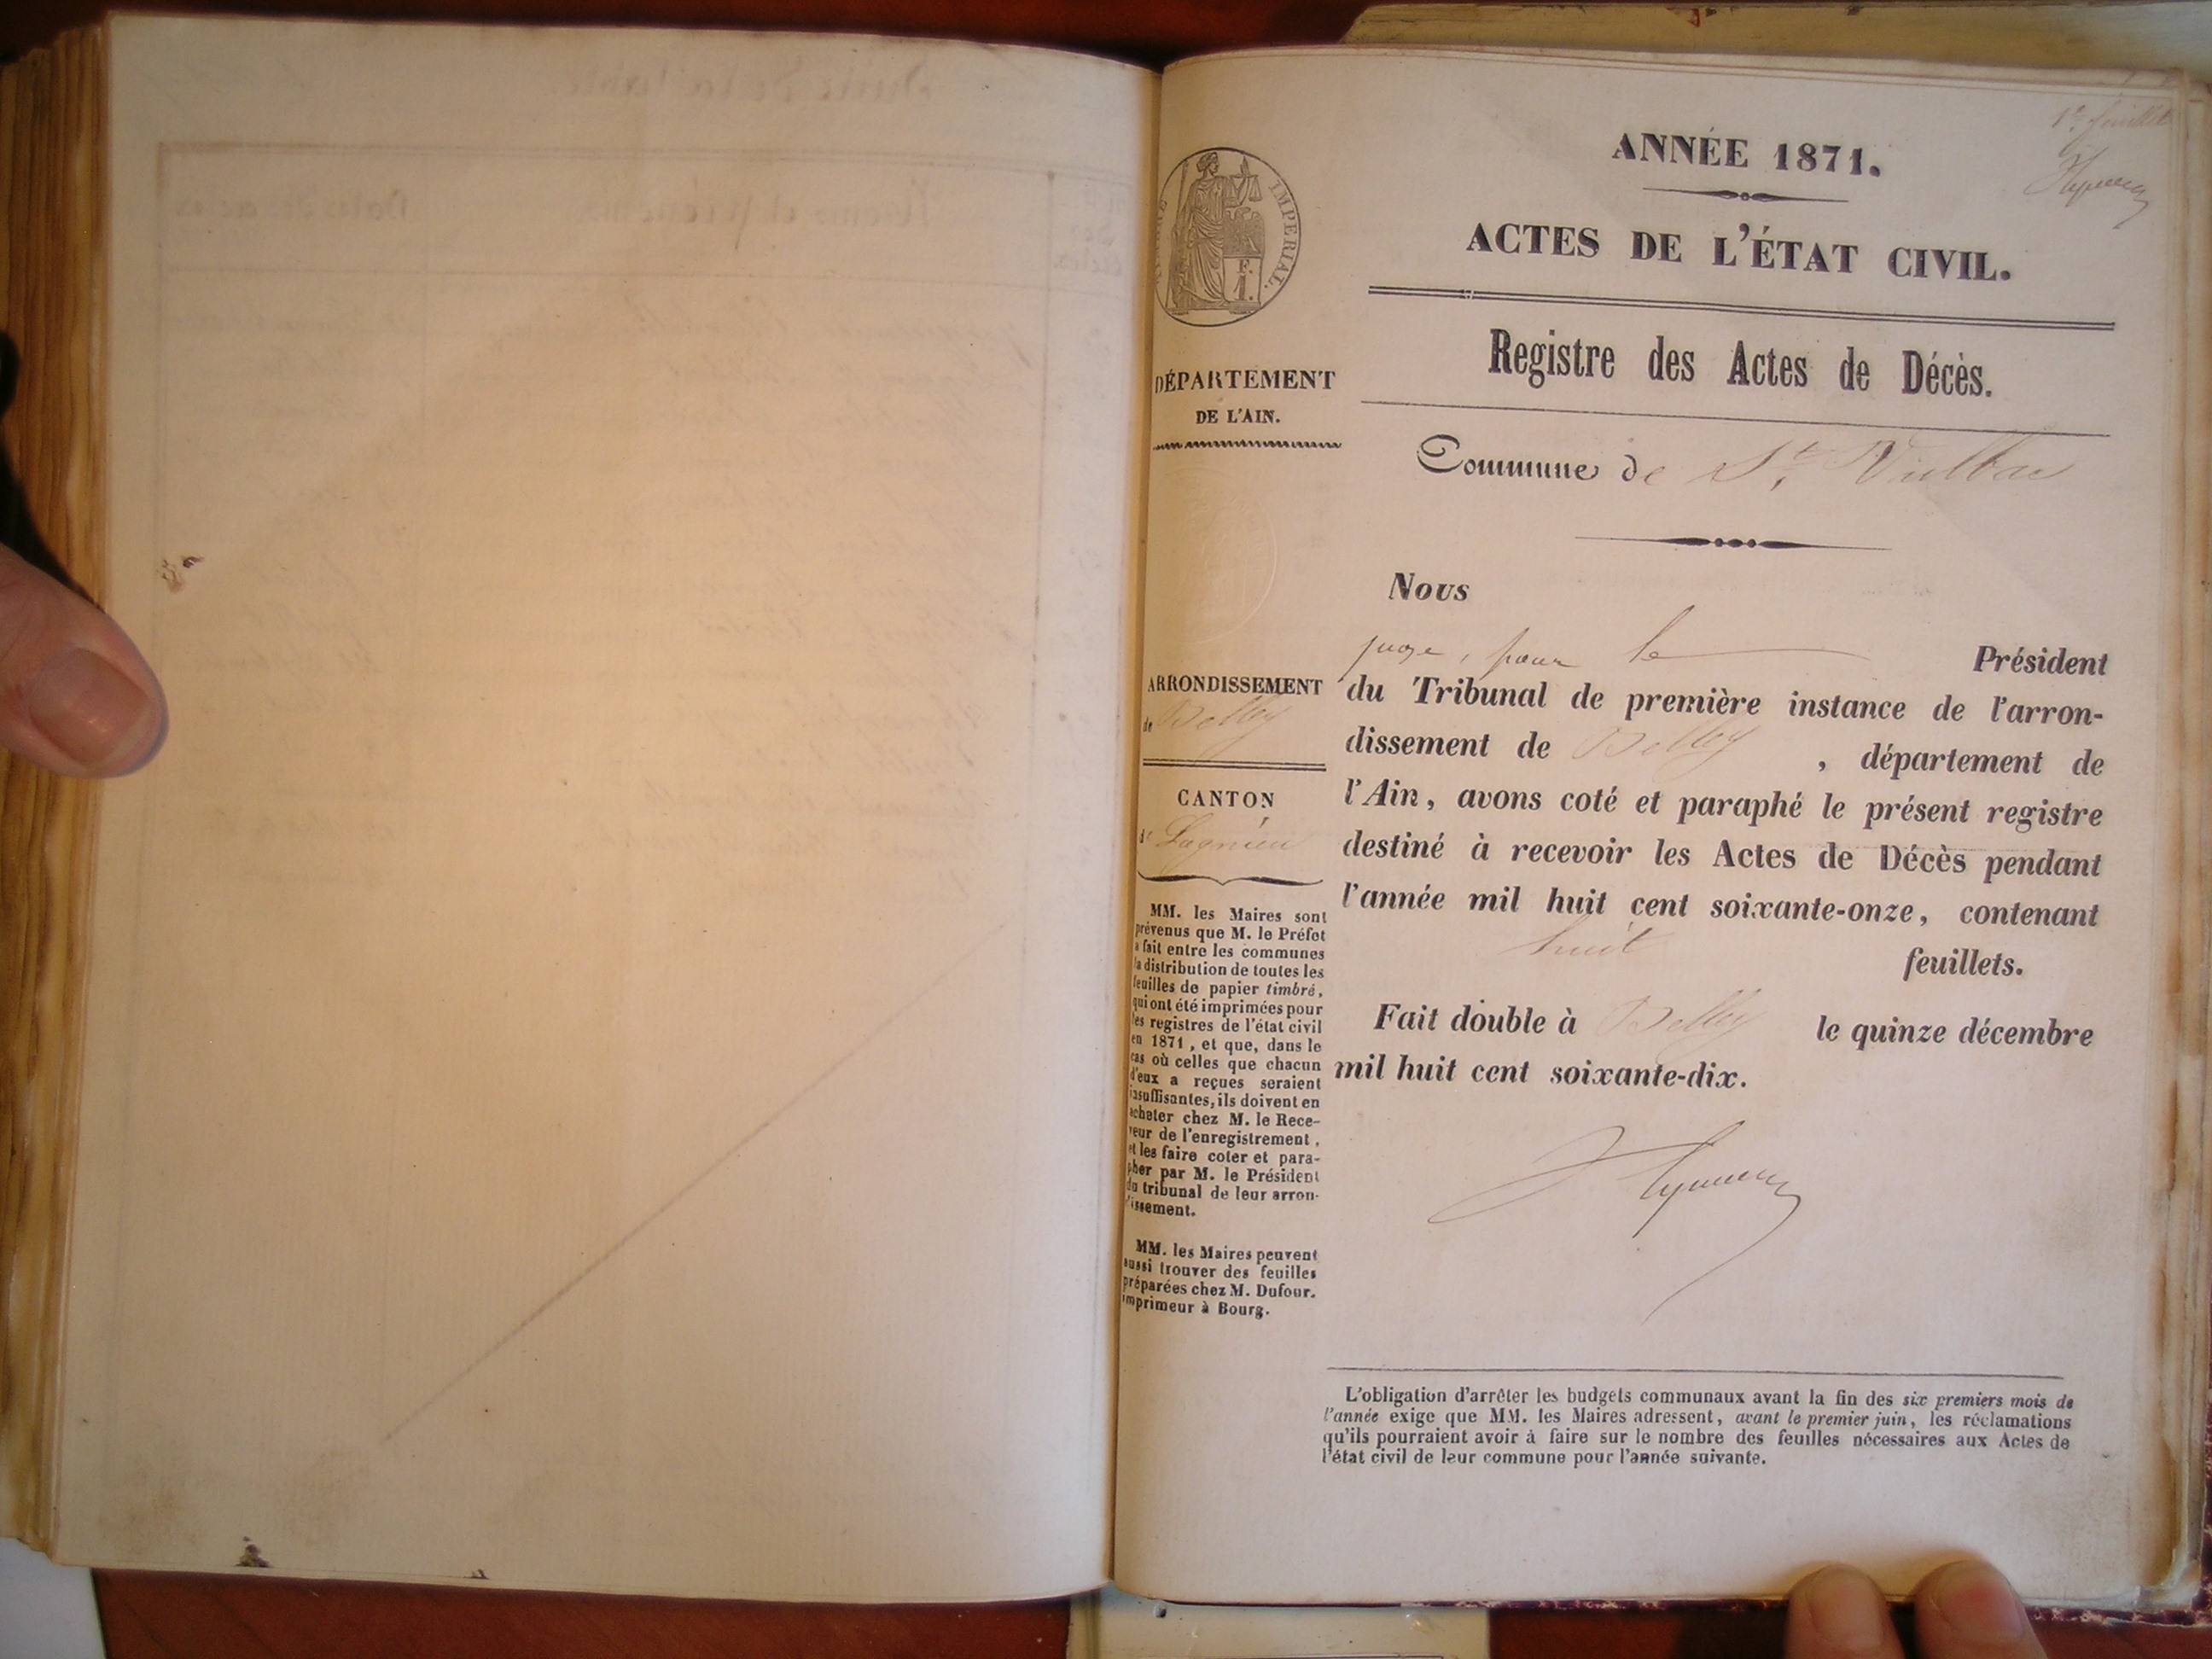 1er feuillet
ANNÉE 1871.
ACTES DE L'ÉTAT CIVIL.
IMPERIAL.
Registre des Actes de Décès.
DÉPARTEMENT
DE L'AIN.
Commune de St. Vulbas
Nous
juge, pour le Président
du Tribunal de première instance de l'arron-
dissement de Belley, département de
l'Ain, avons coté et paraphé le présent registre
destiné à recevoir les Actes de Décès pendant
l'année mil huit cent soixante-onze, contenant
huit feuillets.
Fait double à Belley le quinze décembre
mil huit cent soixante-dix.
ARRONDISSEMENT
de Belley
CANTON
de Lagnieu
MM. les Maires sont
prévenus que M. le Préfet
a fait entre les communes
la distribution de toutes les
feuilles de papier timbré,
qui ont été imprimées pour
les registres de l'état civil
en 1871, et que, dans le
cas où celles que chacun
d'eux a reçues seraient
insuffisantes, ils doivent en
acheter chez M. le Rece-
veur de l'enregistrement,
et les faire coter et para-
pher par M. le Président
du tribunal de leur arron-
dissement.
MM. les Maires peuvent
aussi trouver des feuilles
préparées chez M. Dufour,
imprimeur à Bourg.
L'obligation d'arrêter les budgets communaux avant la fin des six premiers mois de
l'année exige que MM. les Maires adressent, avant le premier juin, les réclamations
qu'ils pourraient avoir à faire sur le nombre des feuilles nécessaires aux Actes de
l'état civil de leur commune pour l'année suivante.